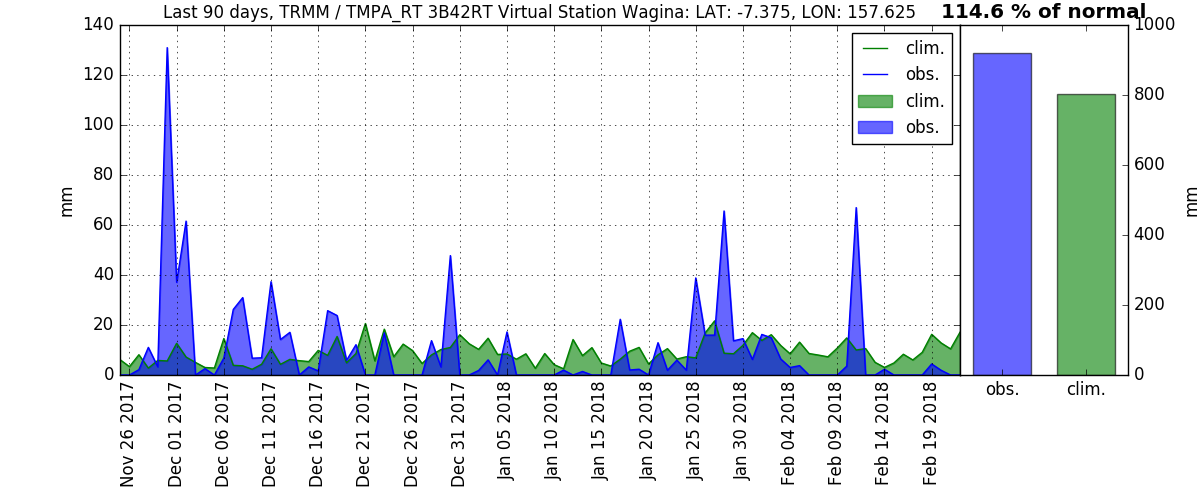 Last 90 days, TRMM / TMPA_RT 3B42RT Virtual Station Wagina: LAT: -7.375, LON: 157.625
114.6 % of normal
140
120
100
80
60
40
20
0
mm
clim.
obs.
clim.
obs.
1000
800
600
400
200
0
mm
Nov 26 2017
Dec 01 2017
Dec 06 2017
Dec 11 2017
Dec 16 2017
Dec 21 2017
Dec 26 2017
Dec 31 2017
Jan 05 2018
Jan 10 2018
Jan 15 2018
Jan 20 2018
Jan 25 2018
Jan 30 2018
Feb 04 2018
Feb 09 2018
Feb 14 2018
Feb 19 2018
obs.
clim.